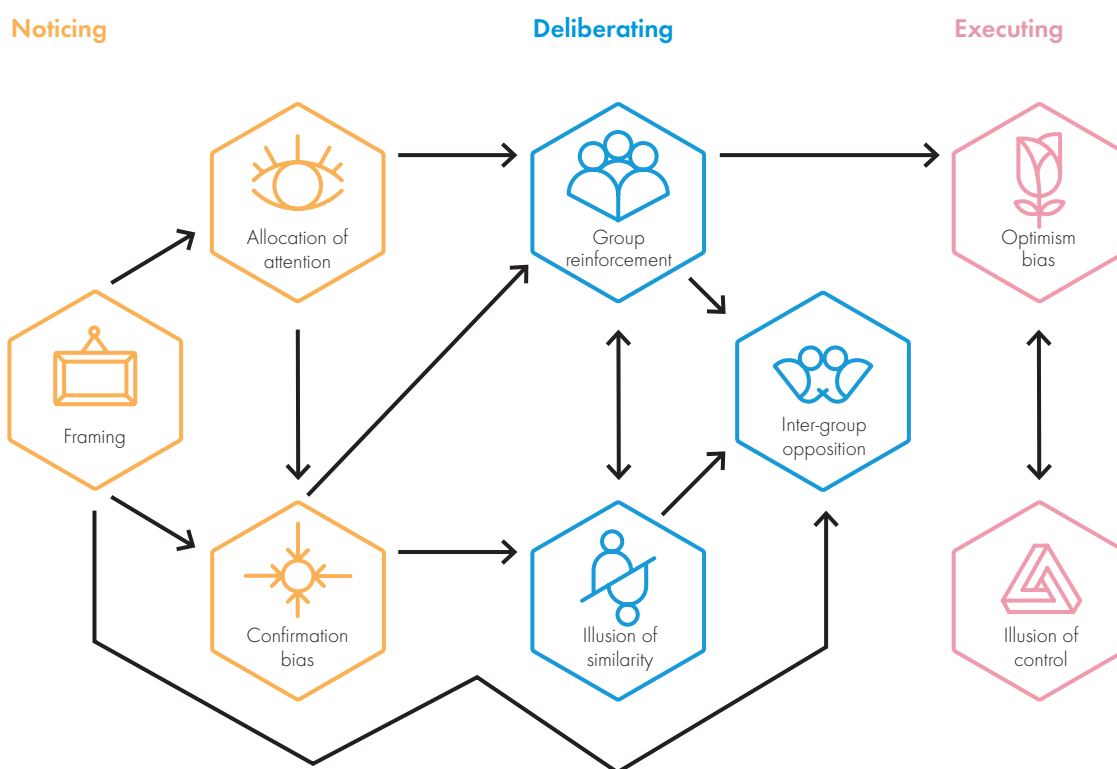 Noticing
Deliberating
Executing
Allocation of
attention
Group
reinforcement
Optimism
bias
Framing
Inter-group
opposition
Confirmation
bias
Illusion of
similarity
Illusion of
control